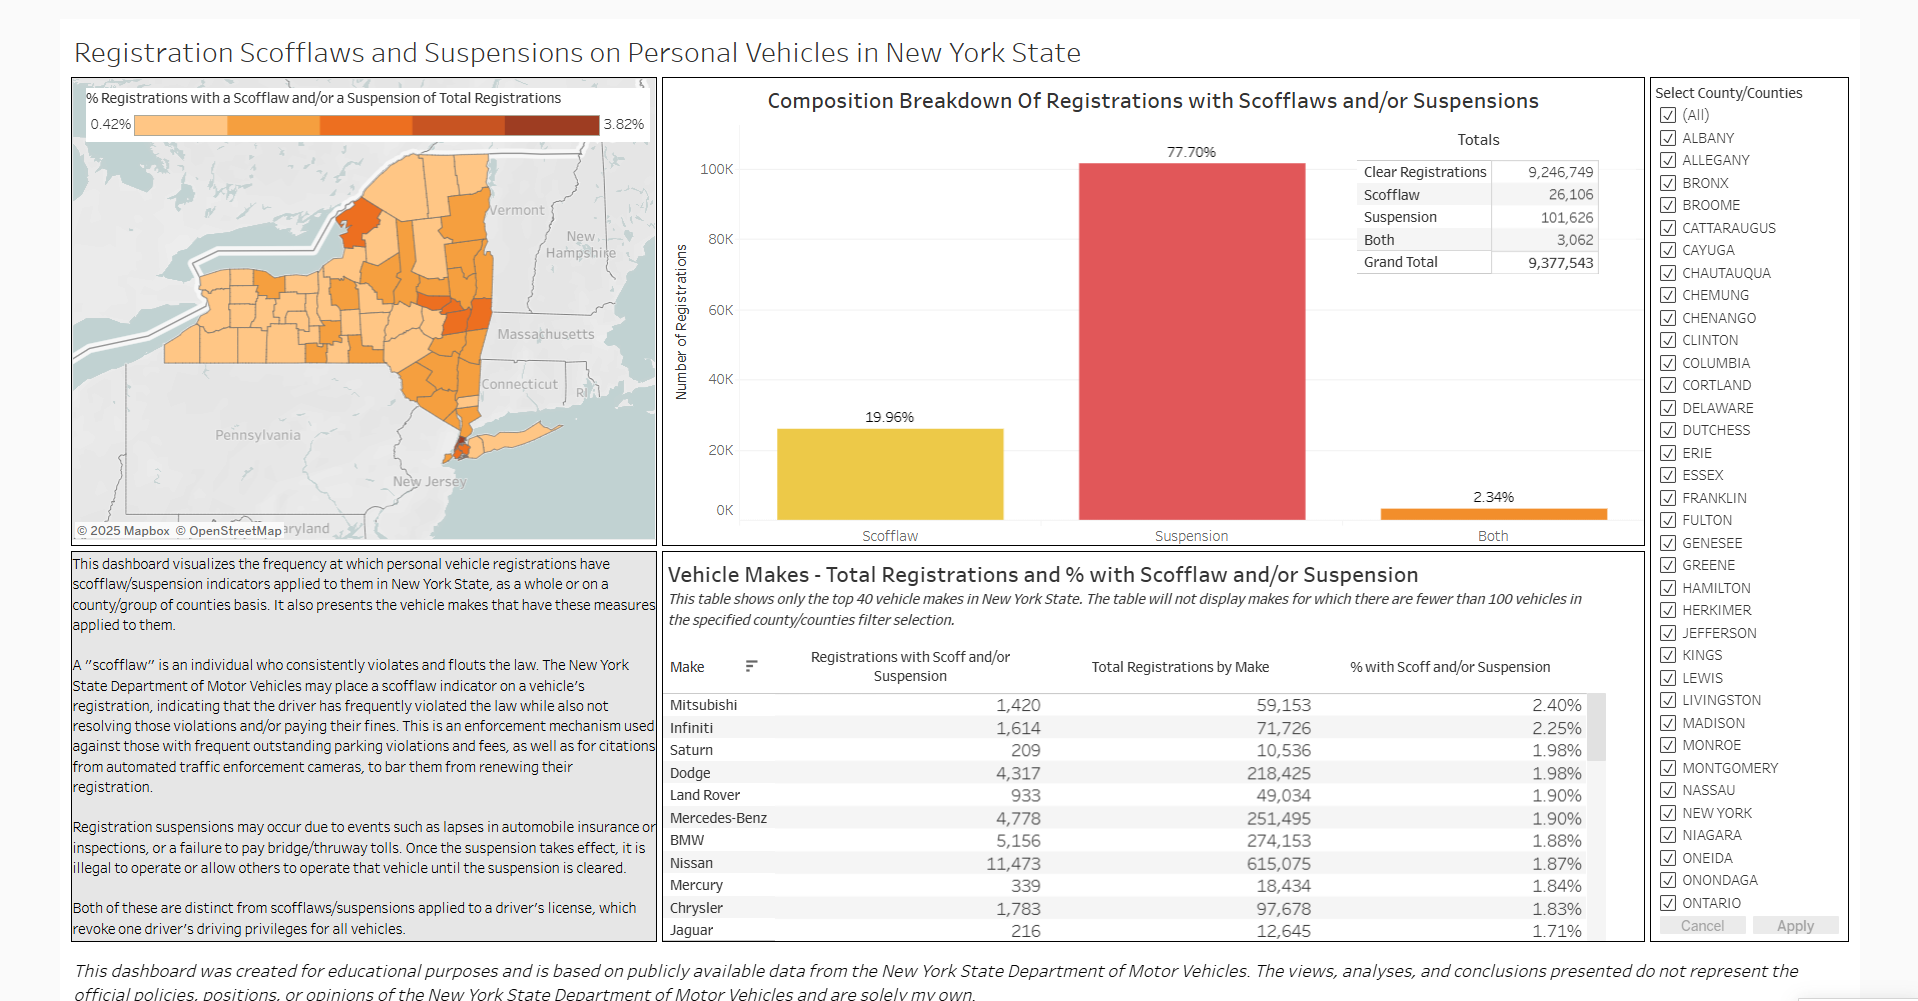 Registration Scofflaws and Suspensions on Personal Vehicles in New York State
% Registrations with a Scofflaw and/or a Suspension of Total Registrations
0.42%
3.82%
Vermont
New
Hampshire
Massachusetts
Connecticut
RI
Pennsylvania
New Jersey
© 2025 Mapbox © OpenStreetMap
aryland
Composition Breakdown Of Registrations with Scofflaws and/or Suspensions
Number of Registrations
100K
80K
60K
40K
20K
0K
19.96%
77.70%
2.34%
Scofflaw
Suspension
Both
Totals
Clear Registrations 9,246,749
Scofflaw 26,106
Suspension 101,626
Both 3,062
Grand Total 9,377,543
This dashboard visualizes the frequency at which personal vehicle registrations have
scofflaw/suspension indicators applied to them in New York State, as a whole or on a
county/group of counties basis. It also presents the vehicle makes that have these measures
applied to them.
A "scofflaw" is an individual who consistently violates and flouts the law. The New York
State Department of Motor Vehicles may place a scofflaw indicator on a vehicle's
registration, indicating that the driver has frequently violated the law while also not
resolving those violations and/or paying their fines. This is an enforcement mechanism used
against those with frequent outstanding parking violations and fees, as well as for citations
from automated traffic enforcement cameras, to bar them from renewing their
registration.
Registration suspensions may occur due to events such as lapses in automobile insurance or
inspections, or a failure to pay bridge/thruway tolls. Once the suspension takes effect, it is
illegal to operate or allow others to operate that vehicle until the suspension is cleared.
Both of these are distinct from scofflaws/suspensions applied to a driver's license, which
revoke one driver's driving privileges for all vehicles.
Vehicle Makes - Total Registrations and % with Scofflaw and/or Suspension
This table shows only the top 40 vehicle makes in New York State. The table will not display makes for which there are fewer than 100 vehicles in
the specified county/counties filter selection.
Make
Registrations with Scoff and/or
Suspension
Total Registrations by Make
% with Scoff and/or Suspension
Mitsubishi 1,420 59,153 2.40%
Infiniti 1,614 71,726 2.25%
Saturn 209 10,536 1.98%
Dodge 4,317 218,425 1.98%
Land Rover 933 49,034 1.90%
Mercedes-Benz 4,778 251,495 1.90%
BMW 5,156 274,153 1.88%
Nissan 11,473 615,075 1.87%
Mercury 339 18,434 1.84%
Chrysler 1,783 97,678 1.83%
Jaguar 216 12,645 1.71%
Select County/Counties
(All)
ALBANY
ALLEGANY
BRONX
BROOME
CATTARAUGUS
CAYUGA
CHAUTAUQUA
CHEMUNG
CHENANGO
CLINTON
COLUMBIA
CORTLAND
DELAWARE
DUTCHESS
ERIE
ESSEX
FRANKLIN
FULTON
GENESEE
GREENE
HAMILTON
HERKIMER
JEFFERSON
KINGS
LEWIS
LIVINGSTON
MADISON
MONROE
MONTGOMERY
NASSAU
NEW YORK
NIAGARA
ONEIDA
ONONDAGA
ONTARIO
Cancel
Apply
This dashboard was created for educational purposes and is based on publicly available data from the New York State Department of Motor Vehicles. The views, analyses, and conclusions presented do not represent the
official policies, positions, or opinions of the New York State Department of Motor Vehicles and are solely my own.